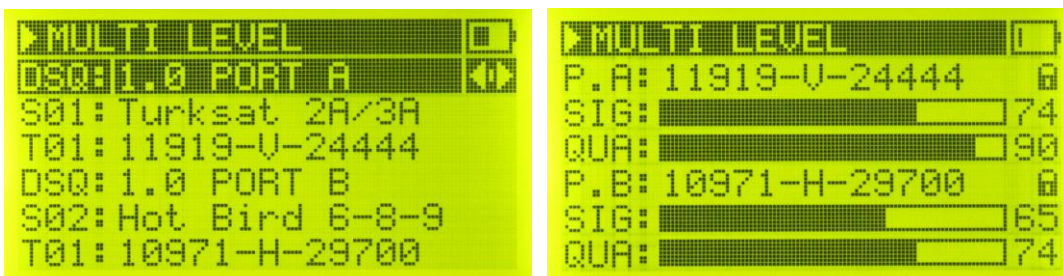 MULTI LEVEL
DSQ:1.0 PORT A
S01:Turksat 2A/3A
T01:11919-V-24444
DSQ:1.0 PORT B
S02:Hot Bird 6-8-9
T01:10971-H-29700
MULTI LEVEL
P.A:11919-V-24444
SIG: 74
QUA: 90
P.B:10971-H-29700
SIG: 65
QUA: 74